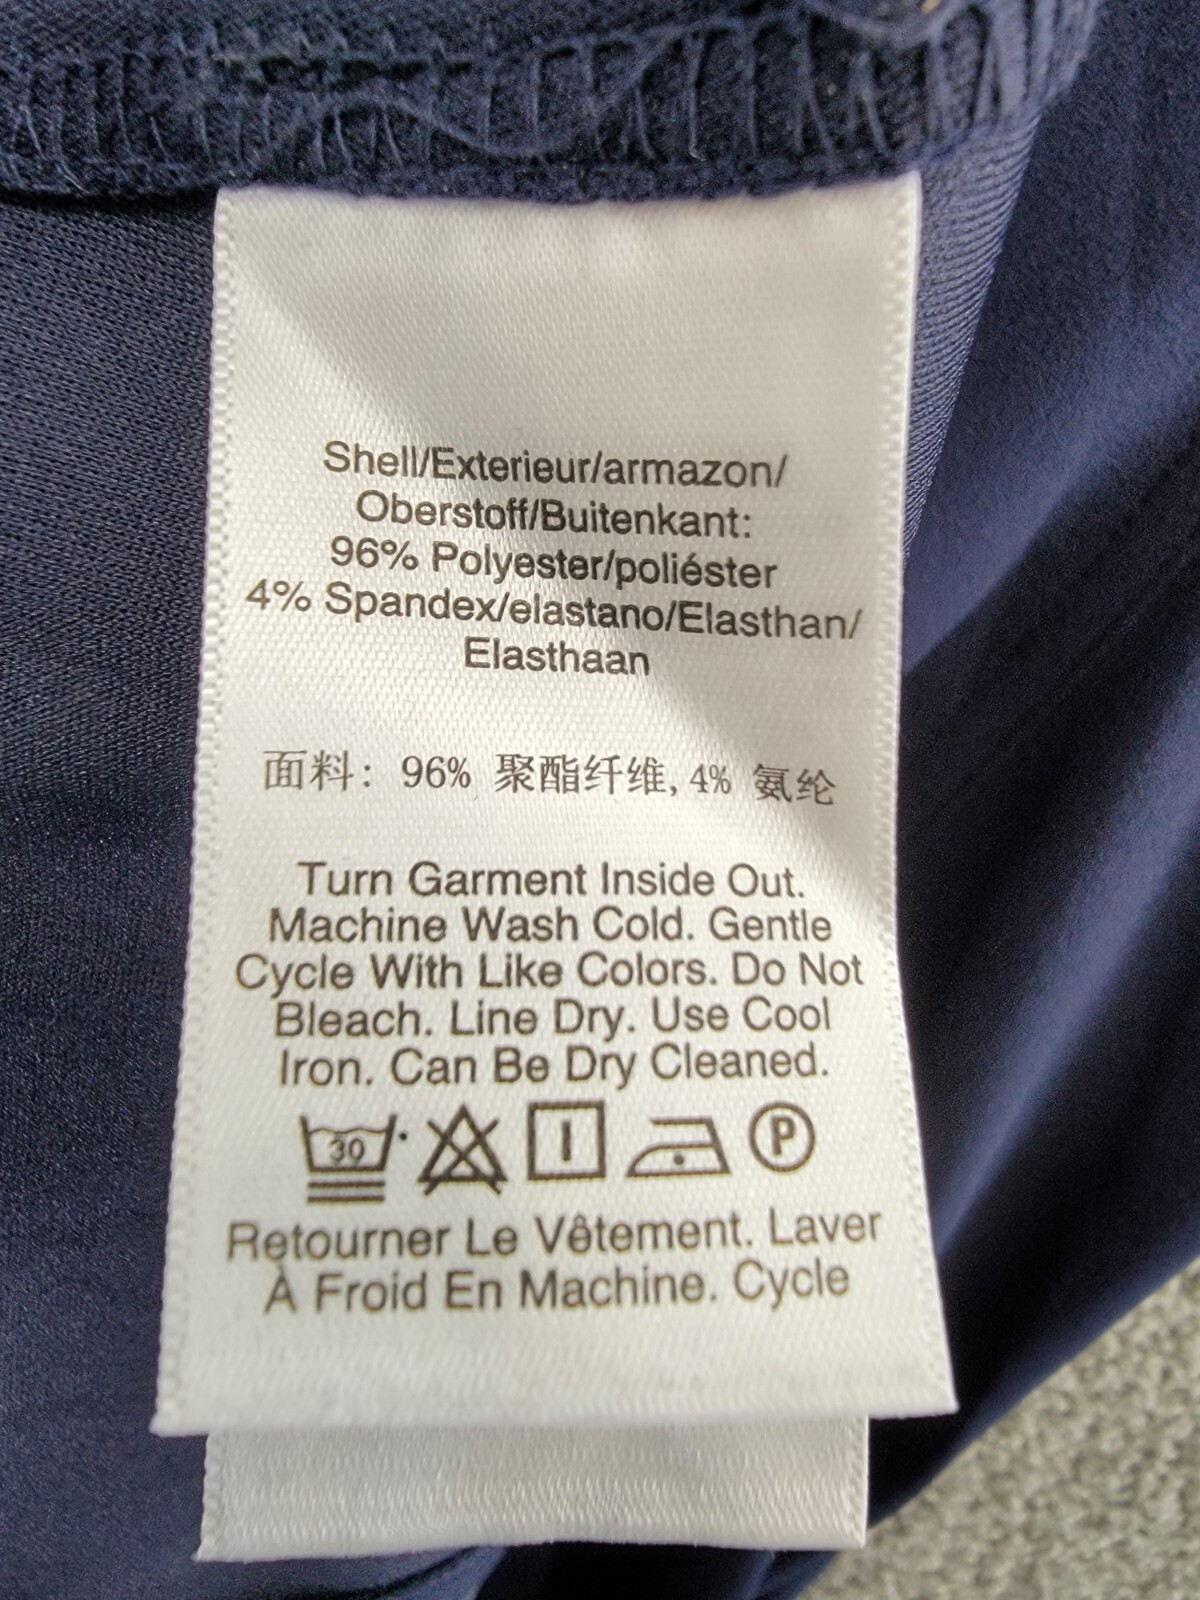 Shell/Exterieur/armazon/
Oberstoff/Buitenkant:
96% Polyester/poliéster
4% Spandex/elastano/Elasthan/
Elasthaan
面料: 96% 聚酯纤维,4% 氨纶
Turn Garment Inside Out.
Machine Wash Cold. Gentle
Cycle With Like Colors. Do Not
Bleach. Line Dry. Use Cool
Iron. Can Be Dry Cleaned.
30 P
Retourner Le Vêtement. Laver
À Froid En Machine. Cycle